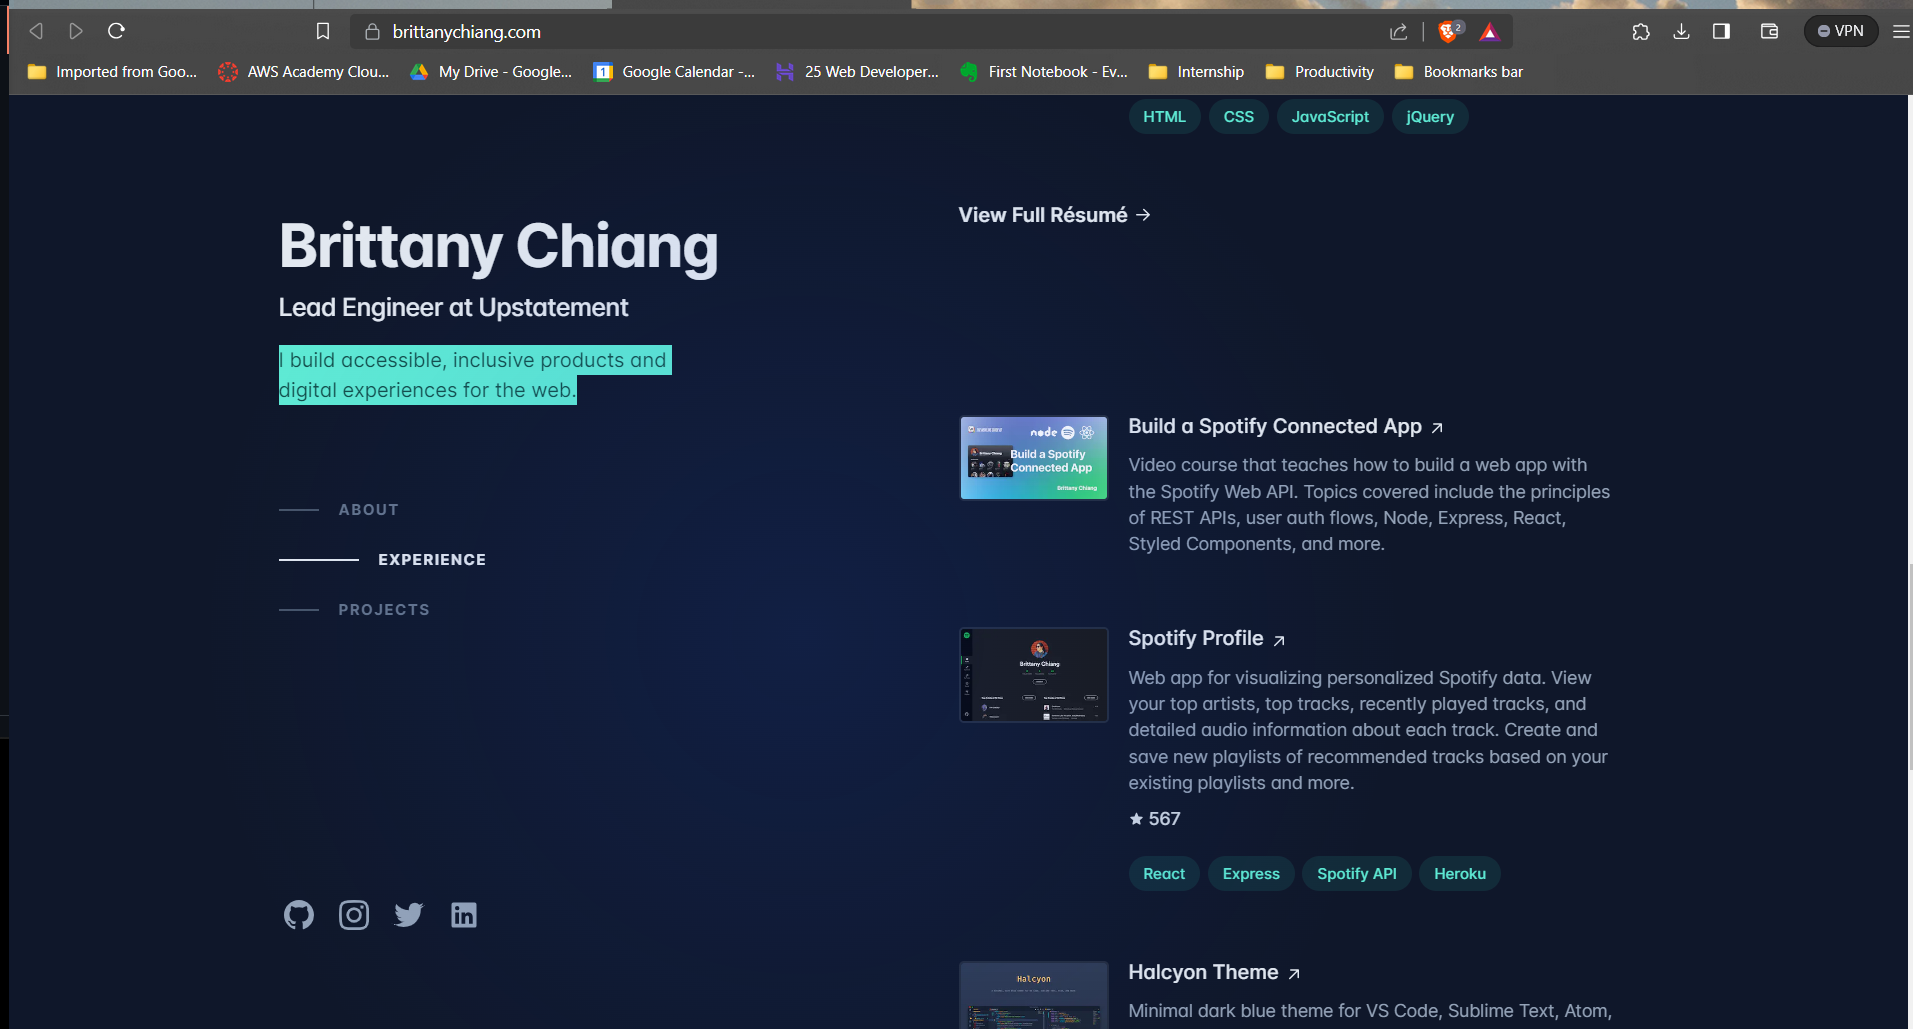 brittanychiang.com
2
VPN
Imported from Goo...
AWS Academy Clou...
My Drive - Google...
1
Google Calendar -...
25 Web Developer...
First Notebook - Ev...
Internship
Productivity
Bookmarks bar
HTML
CSS
JavaScript
jQuery
Brittany Chiang
Lead Engineer at Upstatement
I build accessible, inclusive products and
digital experiences for the web.
ABOUT
EXPERIENCE
PROJECTS
View Full Résumé →
node
Build a Spotify
Connected App
Brittany Chiang
Build a Spotify Connected App
Video course that teaches how to build a web app with
the Spotify Web API. Topics covered include the principles
of REST APIs, user auth flows, Node, Express, React,
Styled Components, and more.
Brittany Chiang
Spotify Profile
Web app for visualizing personalized Spotify data. View
your top artists, top tracks, recently played tracks, and
detailed audio information about each track. Create and
save new playlists of recommended tracks based on your
existing playlists and more.
★ 567
React
Express
Spotify API
Heroku
Halcyon
Halcyon Theme
Minimal dark blue theme for VS Code, Sublime Text, Atom,